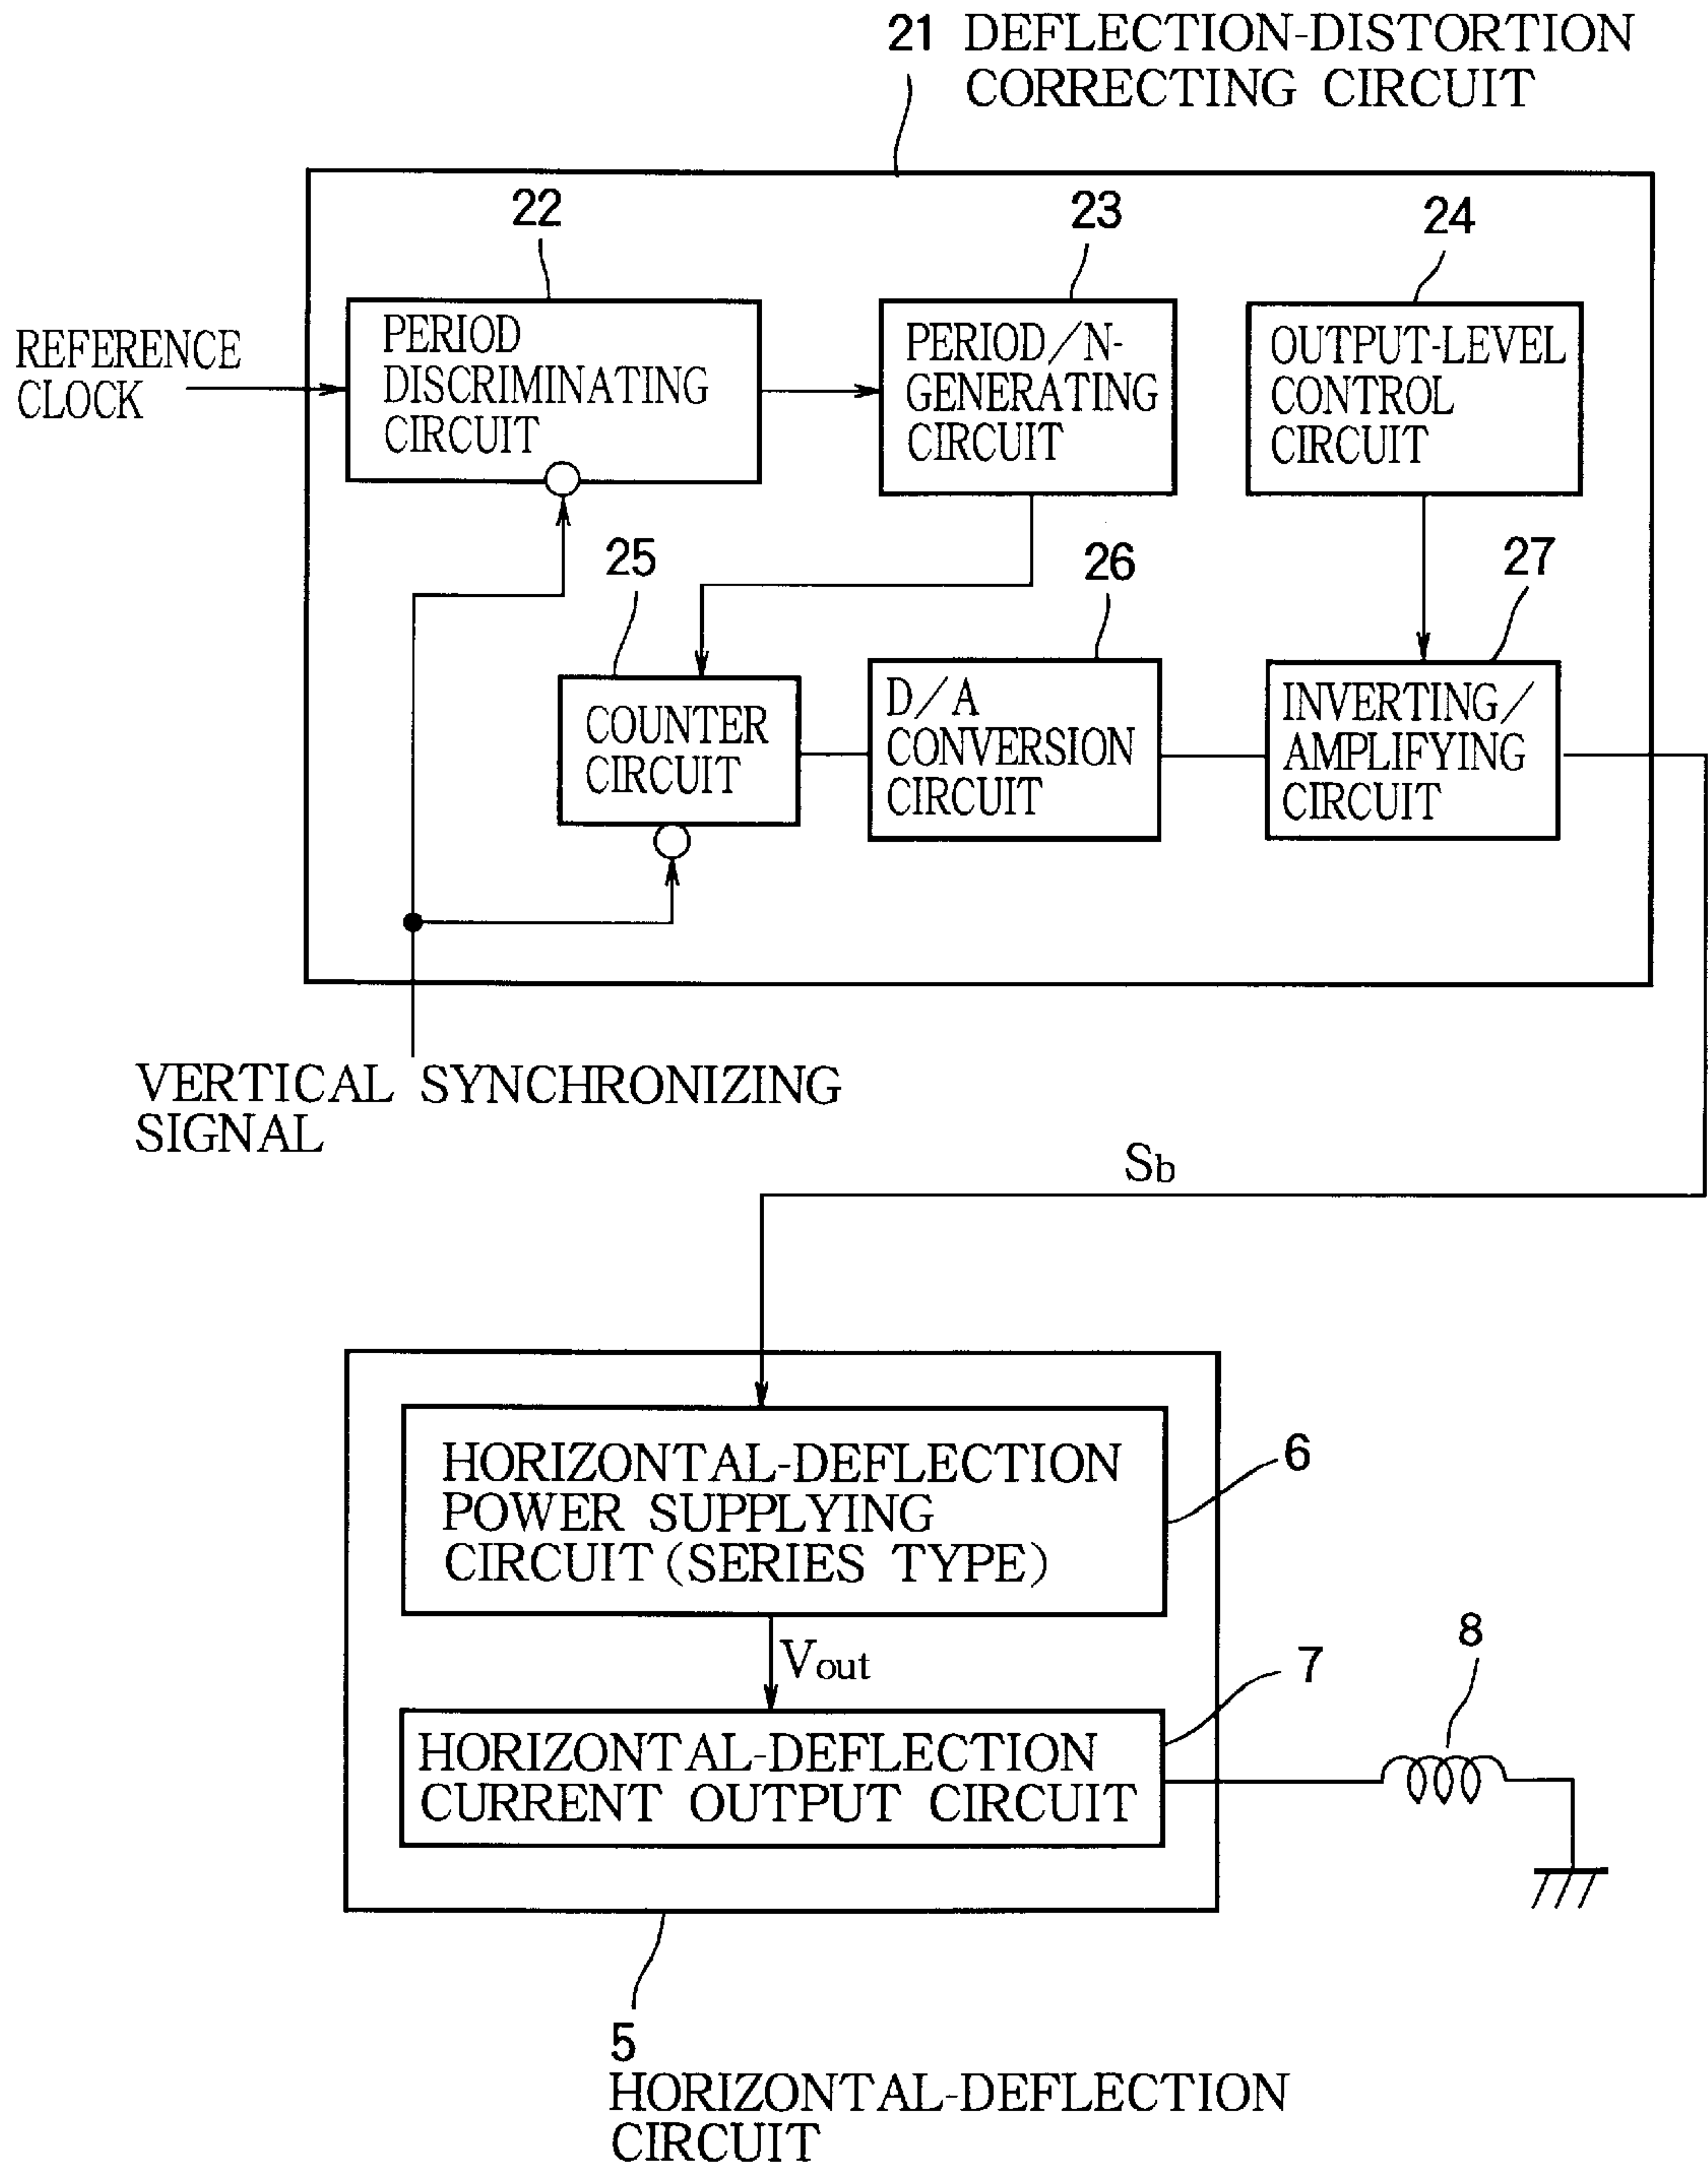 21 DEFLECTION-DISTORTION
CORRECTING CIRCUIT
22
23
24
REFERENCE
CLOCK
PERIOD
DISCRIMINATING
CIRCUIT
PERIOD/N-
GENERATING
CIRCUIT
OUTPUT-LEVEL
CONTROL
CIRCUIT
25
26
27
COUNTER
CIRCUIT
D/A
CONVERSION
CIRCUIT
INVERTING/
AMPLIFYING
CIRCUIT
VERTICAL SYNCHRONIZING
SIGNAL
Sb
HORIZONTAL-DEFLECTION
POWER SUPPLYING
CIRCUIT (SERIES TYPE)
6
Vout
7
8
HORIZONTAL-DEFLECTION
CURRENT OUTPUT CIRCUIT
5
HORIZONTAL-DEFLECTION
CIRCUIT